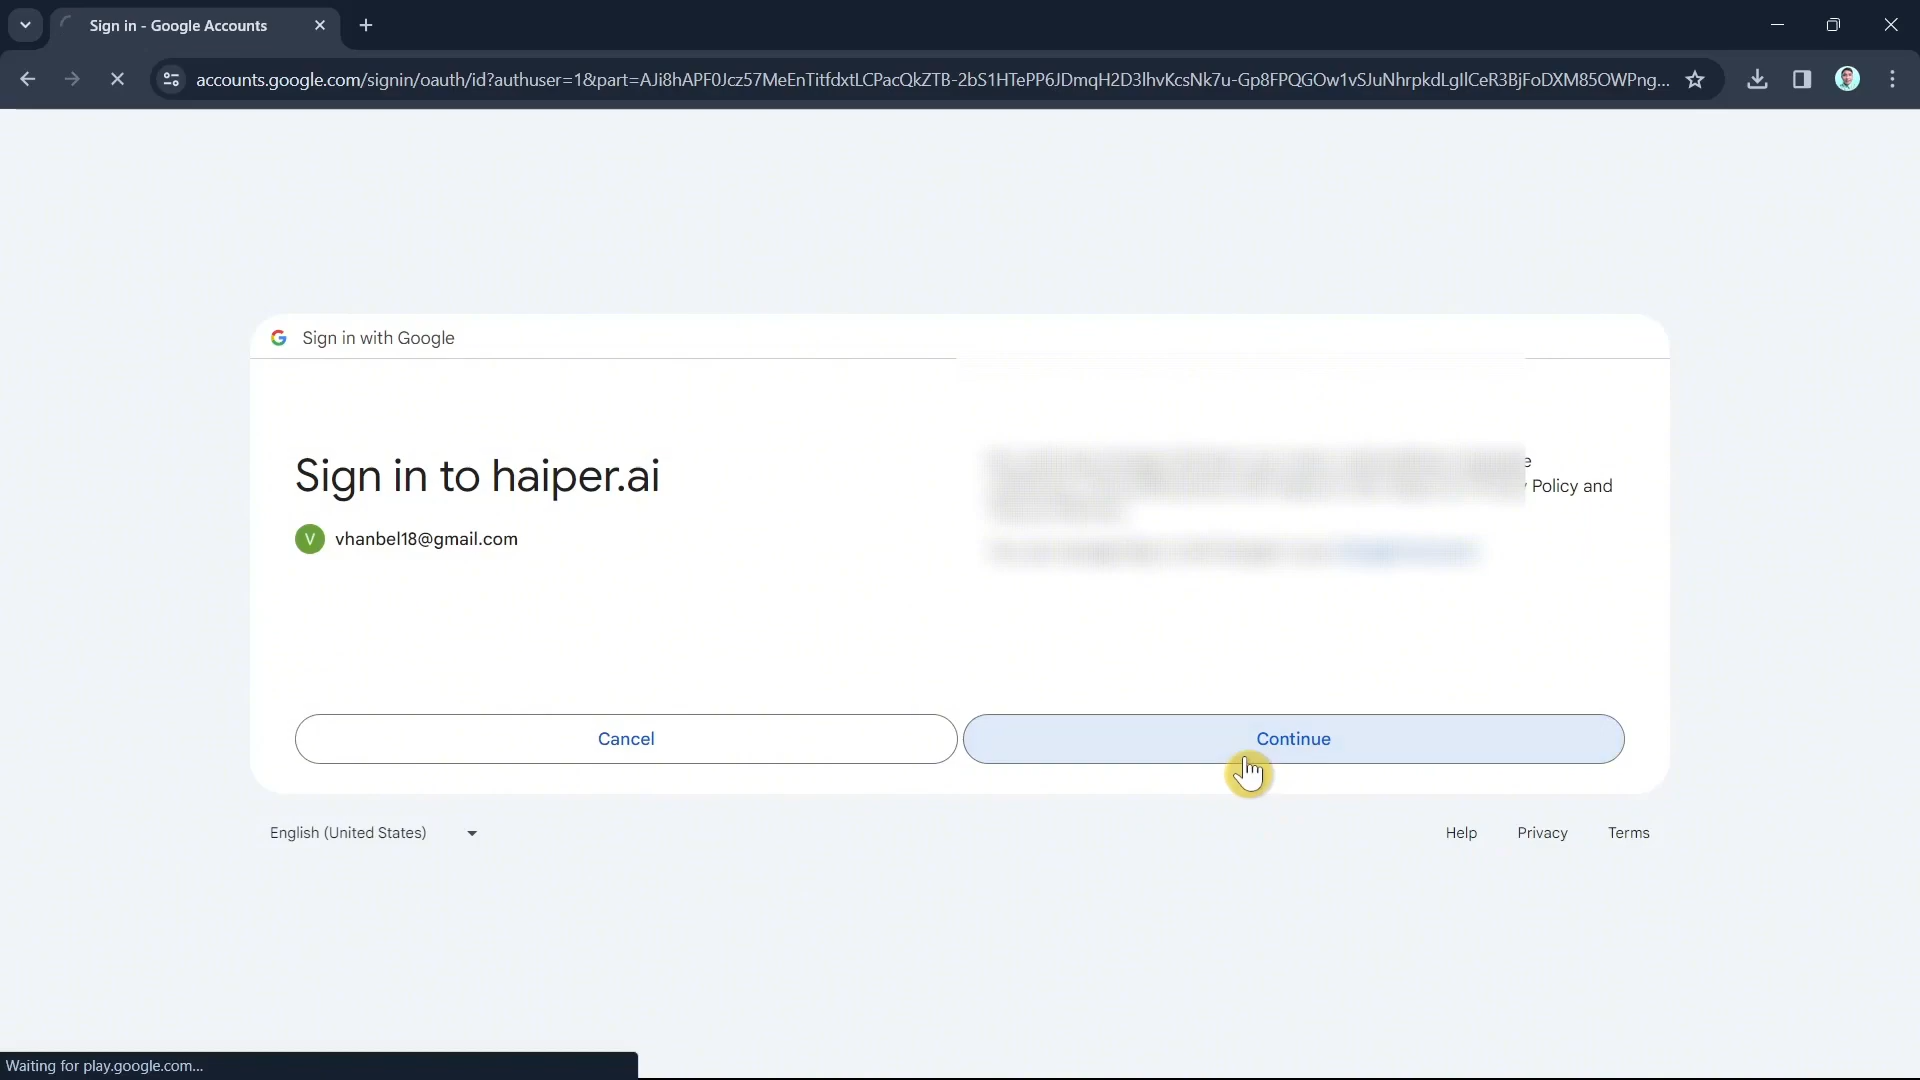 Sign in - Google Accounts
accounts.google.com/signin/oauth/id?authuser=1&part=AJi8hAPF0Jcz57MeEnTitfdxtLCPacQkZTB-2bS1HTePP6JDmqH2D3lhvKcsNk7u-Gp8FPQGOw1vSJuNhrpkdLgIlCeR3BjFoDXM85OWPng...
Sign in with Google
Sign in to haiper.ai
V vhanbel18@gmail.com
Policy and
Cancel
Continue
English (United States)
Help Privacy Terms
Waiting for play.google.com...